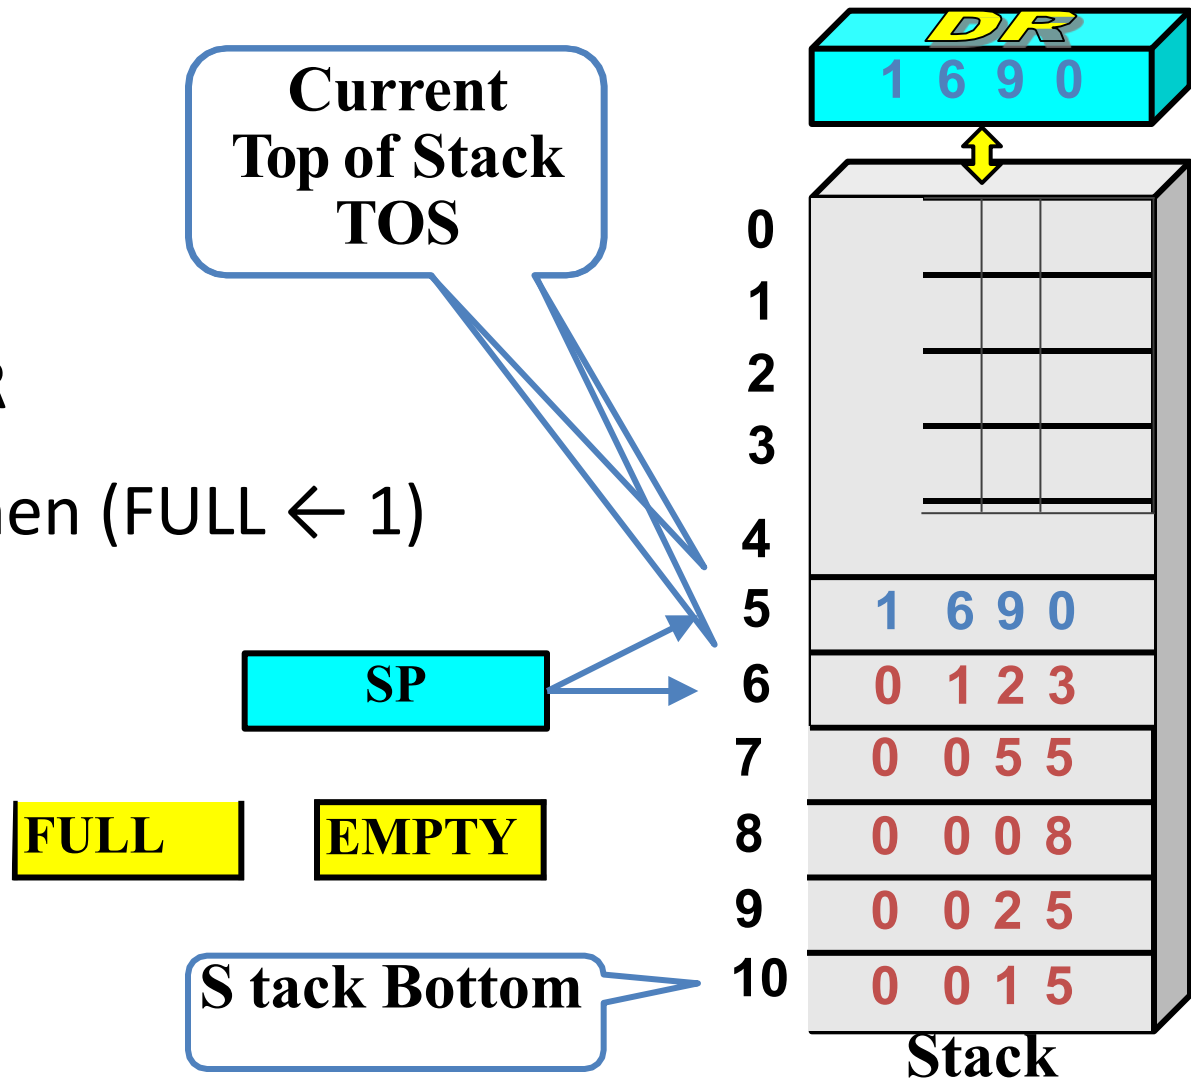 DR
1 6 9 0
Current
Top of Stack
TOS
0
1
2
R
3
en (FULL ← 1)
4
5 1 6 9 0
SP
6 0 1 2 3
7 0 0 5 5
FULL EMPTY
8 0 0 0 8
9 0 0 2 5
S tack Bottom
10 0 0 1 5
Stack